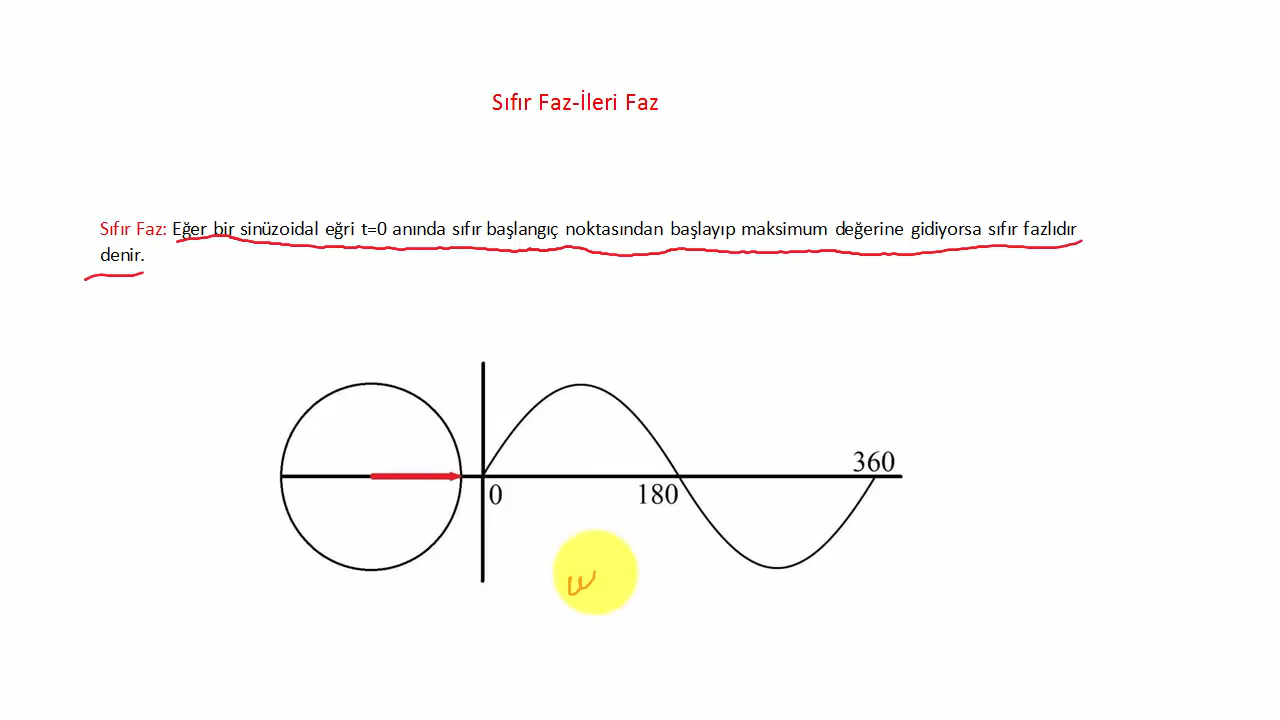 Sıfır Faz-İleri Faz
Sıfır Faz: Eğer bir sinüzoidal eğri t=0 anında sıfır başlangıç noktasından başlayıp maksimum değerine gidiyorsa sıfır fazlıdır
denir.
360
0 180